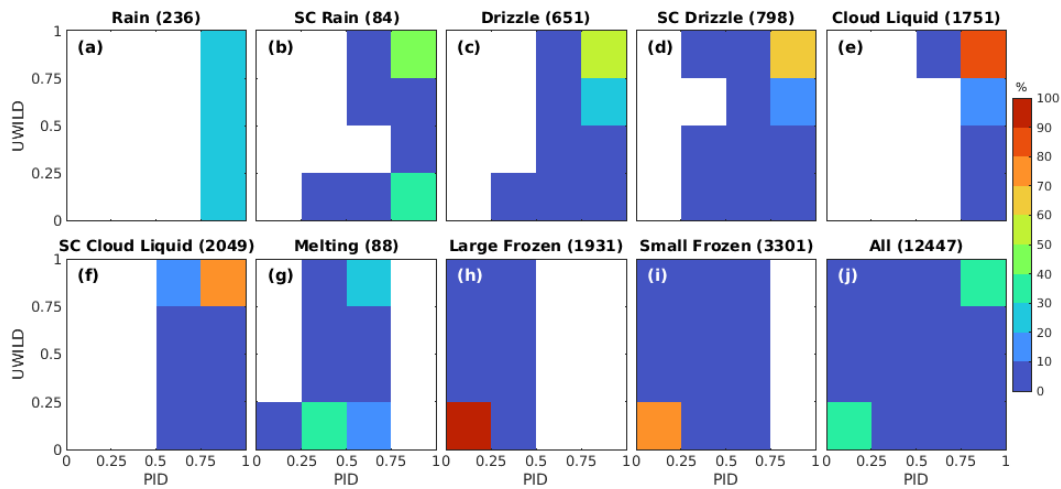 Rain (236) SC Rain (84) Drizzle (651) SC Drizzle (798) Cloud Liquid (1751)
(a) (b) (c) (d) (e)
1
0.75
0.5
0.25
0
UWILD
%
100
90
80
70
60
50
40
30
20
10
0
SC Cloud Liquid (2049) Melting (88) Large Frozen (1931) Small Frozen (3301) All (12447)
(f) (g) (h) (i) (j)
1
0.75
0.5
0.25
0
UWILD
0 0.25 0.5 0.75 1 0.25 0.5 0.75 1 0.25 0.5 0.75 1 0.25 0.5 0.75 1 0.25 0.5 0.75 1
PID PID PID PID PID